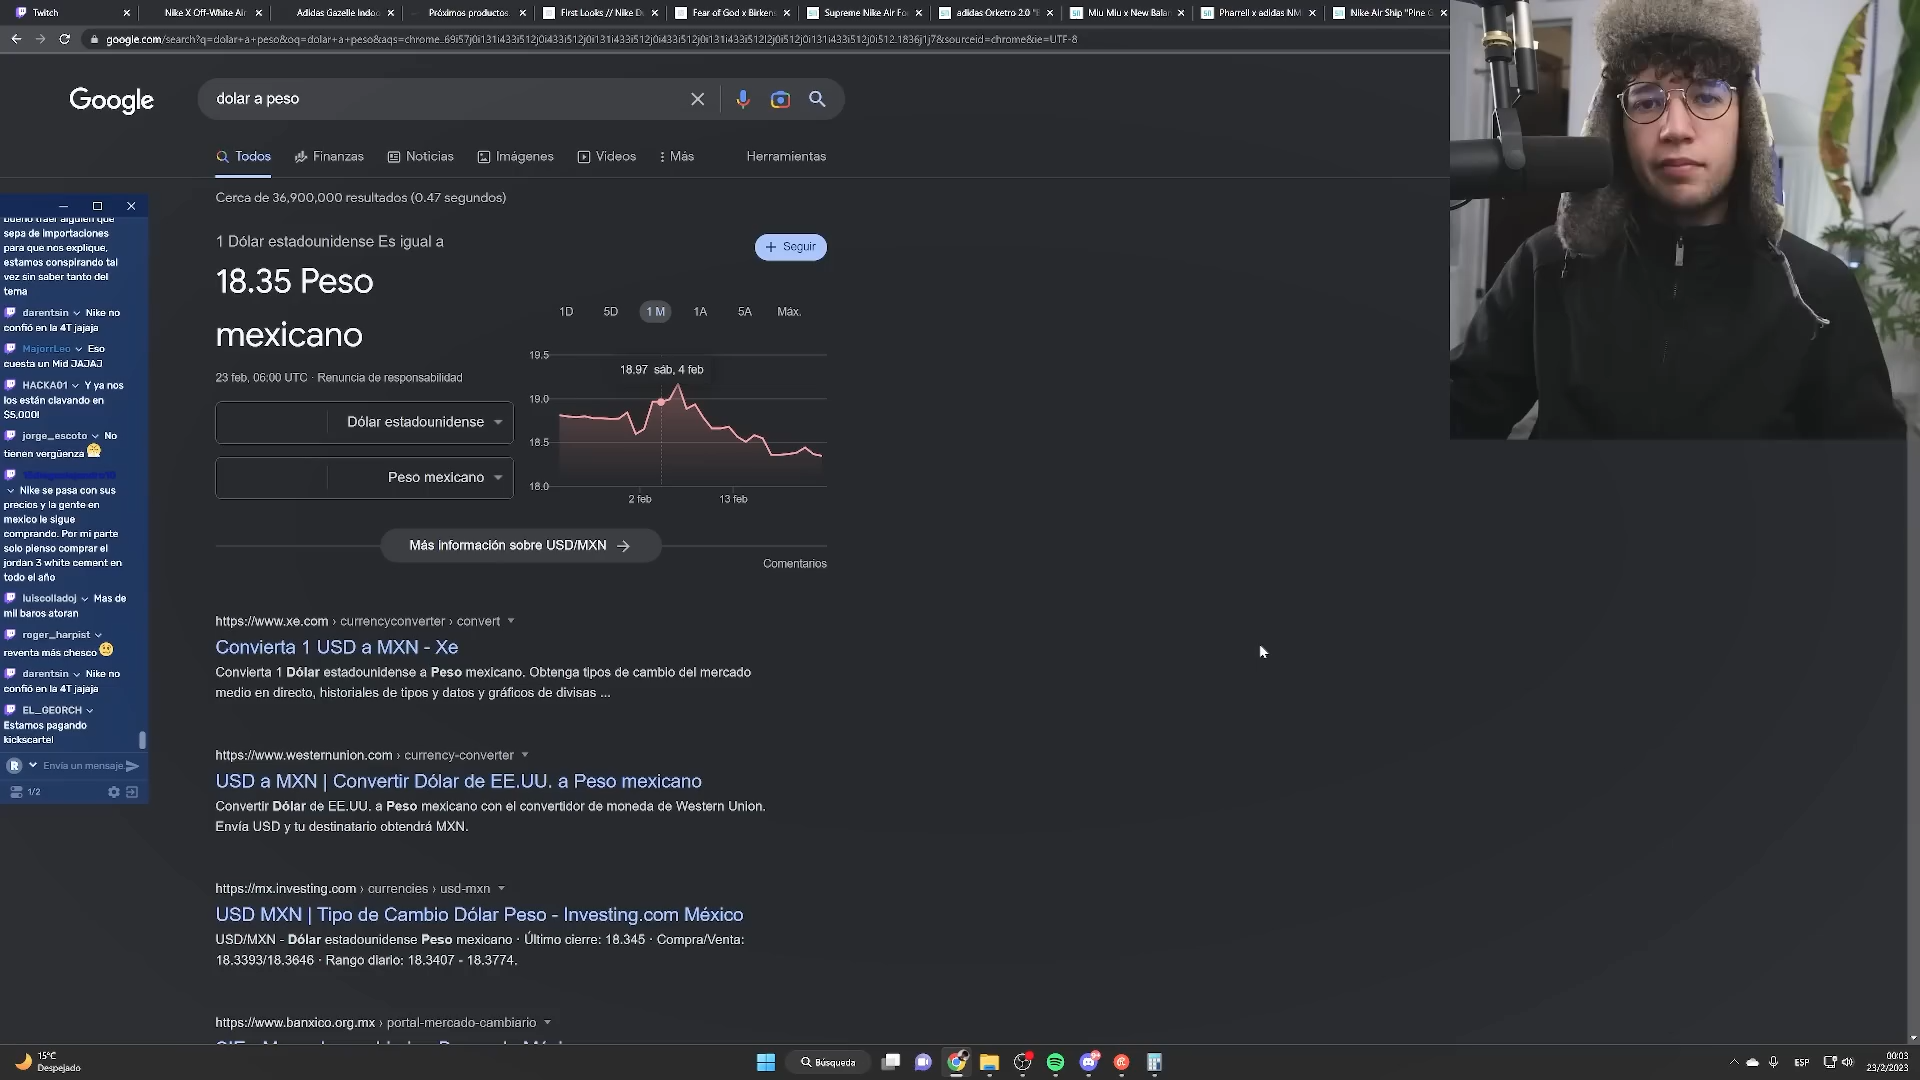 Twitch
Nike X Off-White Air
Adidas Gazelle Indoo
Próximos productos.
First Looks // Nike D
Fear of God x Birkens
Supreme Nike Air Fo
adidas Orketro 2.0 "E
Miu Miu x New Balan
Pharrell x adidas NM
Nike Air Ship "Pine G
google.com/search?q=dolar+a+peso&oq=dolar+a+peso&aqs=chrome..69i57j0i131i433i512j0i433i512j0i131i433i512j0i131i433i512l2j0i512j0i131i433i512j0i512.1836j1j7&sourceid=chrome&ie=UTF-8
Google
dolar a peso
Todos
Finanzas
Noticias
Imágenes
Videos
Más
Herramientas
Cerca de 36,900,000 resultados (0.47 segundos)
1 Dólar estadounidense Es igual a
18.35 Peso
mexicano
23 feb, 06:00 UTC · Renuncia de responsabilidad
Dólar estadounidense
Peso mexicano
+ Seguir
1D 5D 1 M 1A 5A Máx.
18.97 sáb, 4 feb
19.5
19.0
18.5
18.0
2 feb 13 feb
Más información sobre USD/MXN →
Comentarios
https://www.xe.com › currencyconverter › convert
Convierta 1 USD a MXN - Xe
Convierta 1 Dólar estadounidense a Peso mexicano. Obtenga tipos de cambio del mercado
medio en directo, historiales de tipos y datos y gráficos de divisas ...
https://www.westernunion.com › currency-converter
USD a MXN | Convertir Dólar de EE.UU. a Peso mexicano
Convertir Dólar de EE.UU. a Peso mexicano con el convertidor de moneda de Western Union.
Envía USD y tu destinatario obtendrá MXN.
https://mx.investing.com › currencies › usd-mxn
USD MXN | Tipo de Cambio Dólar Peso - Investing.com México
USD/MXN - Dólar estadounidense Peso mexicano · Último cierre: 18.345 · Compra/Venta:
18.3393/18.3646 · Rango diario: 18.3407 - 18.3774.
https://www.banxico.org.mx › portal-mercado-cambiario
bueno traer alguien que
sepa de importaciones
para que nos explique,
estamos conspirando tal
vez sin saber tanto del
tema
darentsin Nike no
confió en la 4T jajaja
MajorrLeo Eso
cuesta un Mid JAJAJ
HACKA01 Y ya nos
los están clavando en
$5,000!
jorge_escoto No
tienen vergüenza
Nike se pasa con sus
precios y la gente en
mexico le sigue
comprando. Por mi parte
solo pienso comprar el
jordan 3 white cement en
todo el año
luiscolladoj Mas de
mil baros atoran
roger_harpist
reventa más chesco
darentsin Nike no
confió en la 4T jajaja
EL_GE0RCH
Estamos pagando
kickscartel
R Envía un mensaje
1/2
15°C
Despejado
Búsqueda
ESP
00:03
23/2/2023